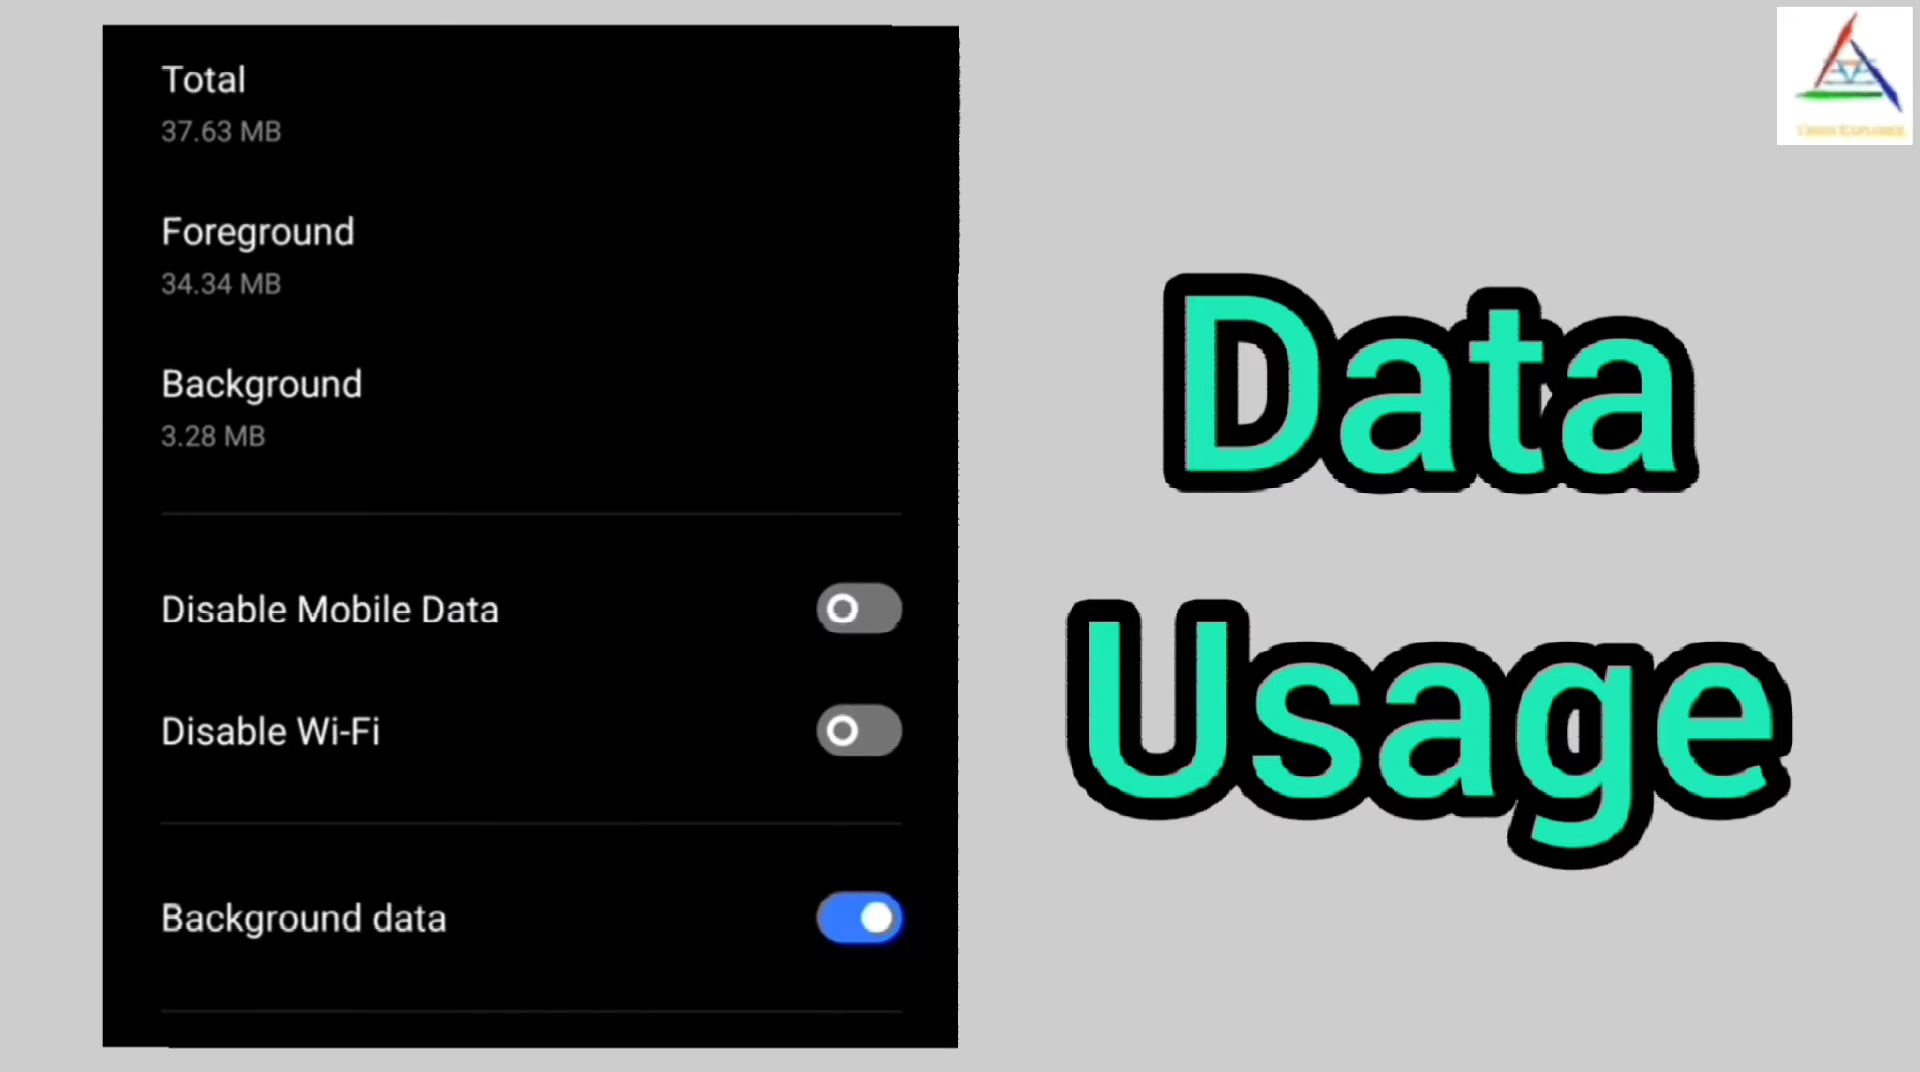 Total
37.63 MB
Foreground
34.34 MB
Background
3.28 MB
Disable Mobile Data
Disable Wi-Fi
Background data
Data
Usage